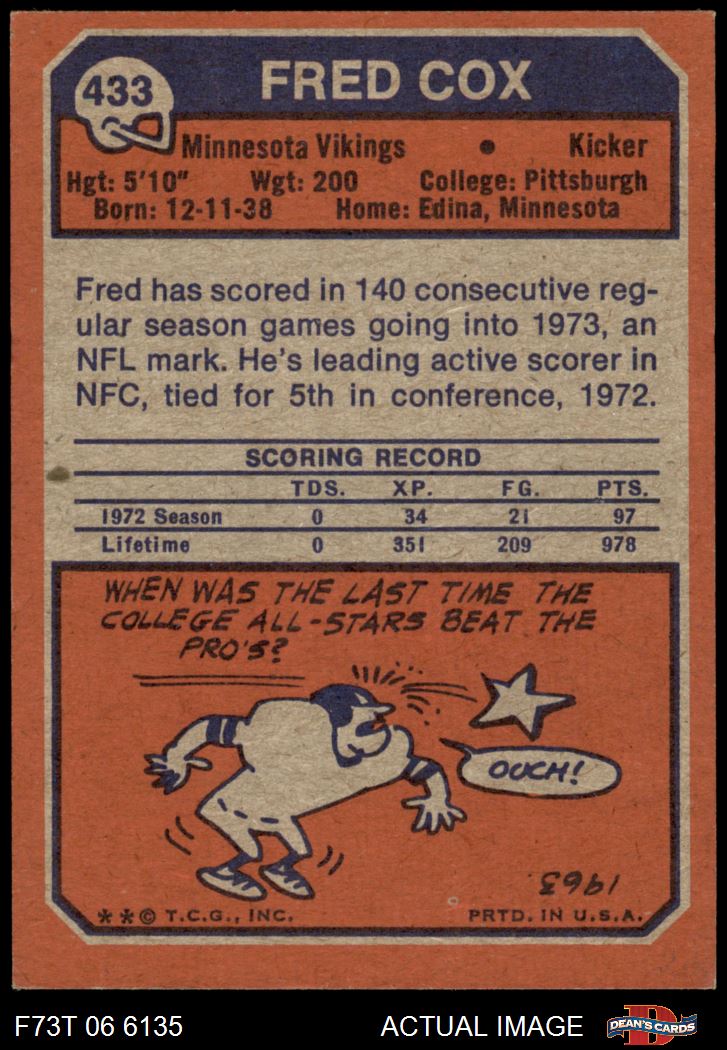 433
FRED COX
Minnesota Vikings • Kicker
Hgt: 5'10" Wgt: 200 College: Pittsburgh
Born: 12-11-38 Home: Edina, Minnesota
Fred has scored in 140 consecutive reg-
ular season games going into 1973, an
NFL mark. He's leading active scorer in
NFC, tied for 5th in conference, 1972.
SCORING RECORD
TDS. XP. FG. PTS.
1972 Season 0 34 21 97
Lifetime 0 351 209 978
WHEN WAS THE LAST TIME THE
COLLEGE ALL-STARS BEAT THE
PRO'S?
OUCH!
1963
**© T.C.G., INC. PRTD. IN U.S.A.
F73T 06 6135 ACTUAL IMAGE
D
DEAN'S CARDS